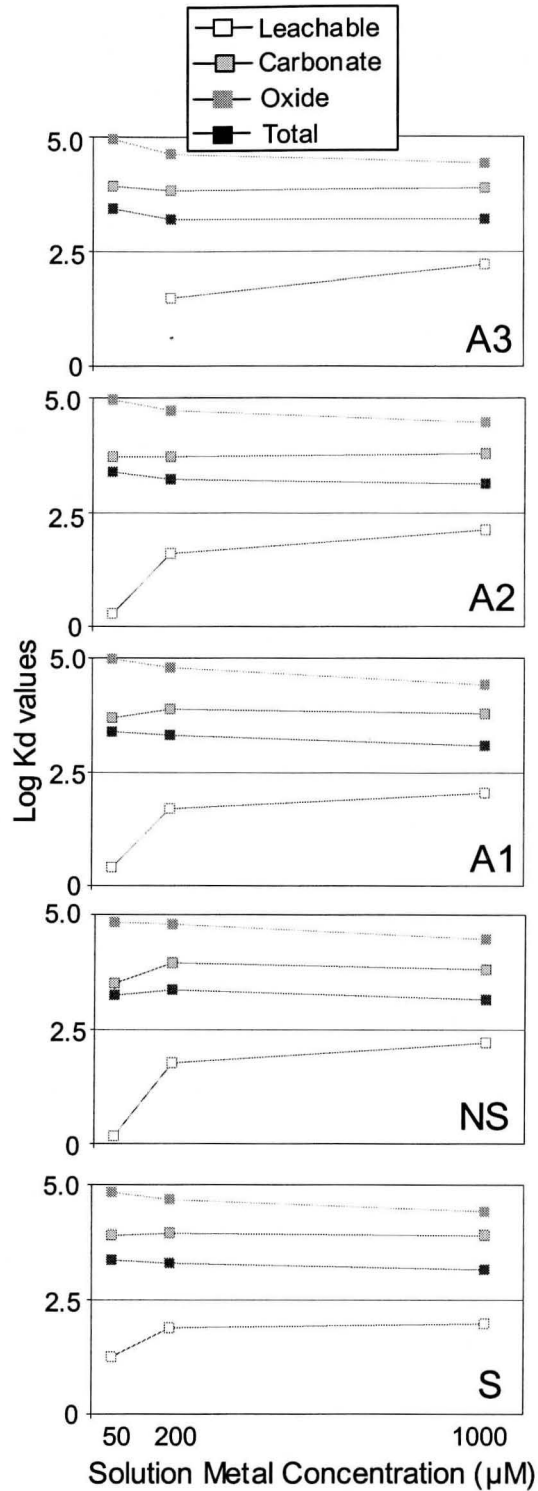 Leachable
Carbonate
Oxide
Total
5.0
2.5
0
A3
5.0
2.5
0
A2
5.0
2.5
0
A1
5.0
2.5
0
NS
5.0
2.5
0
S
Log Kd values
50 200 1000
Solution Metal Concentration (µM)